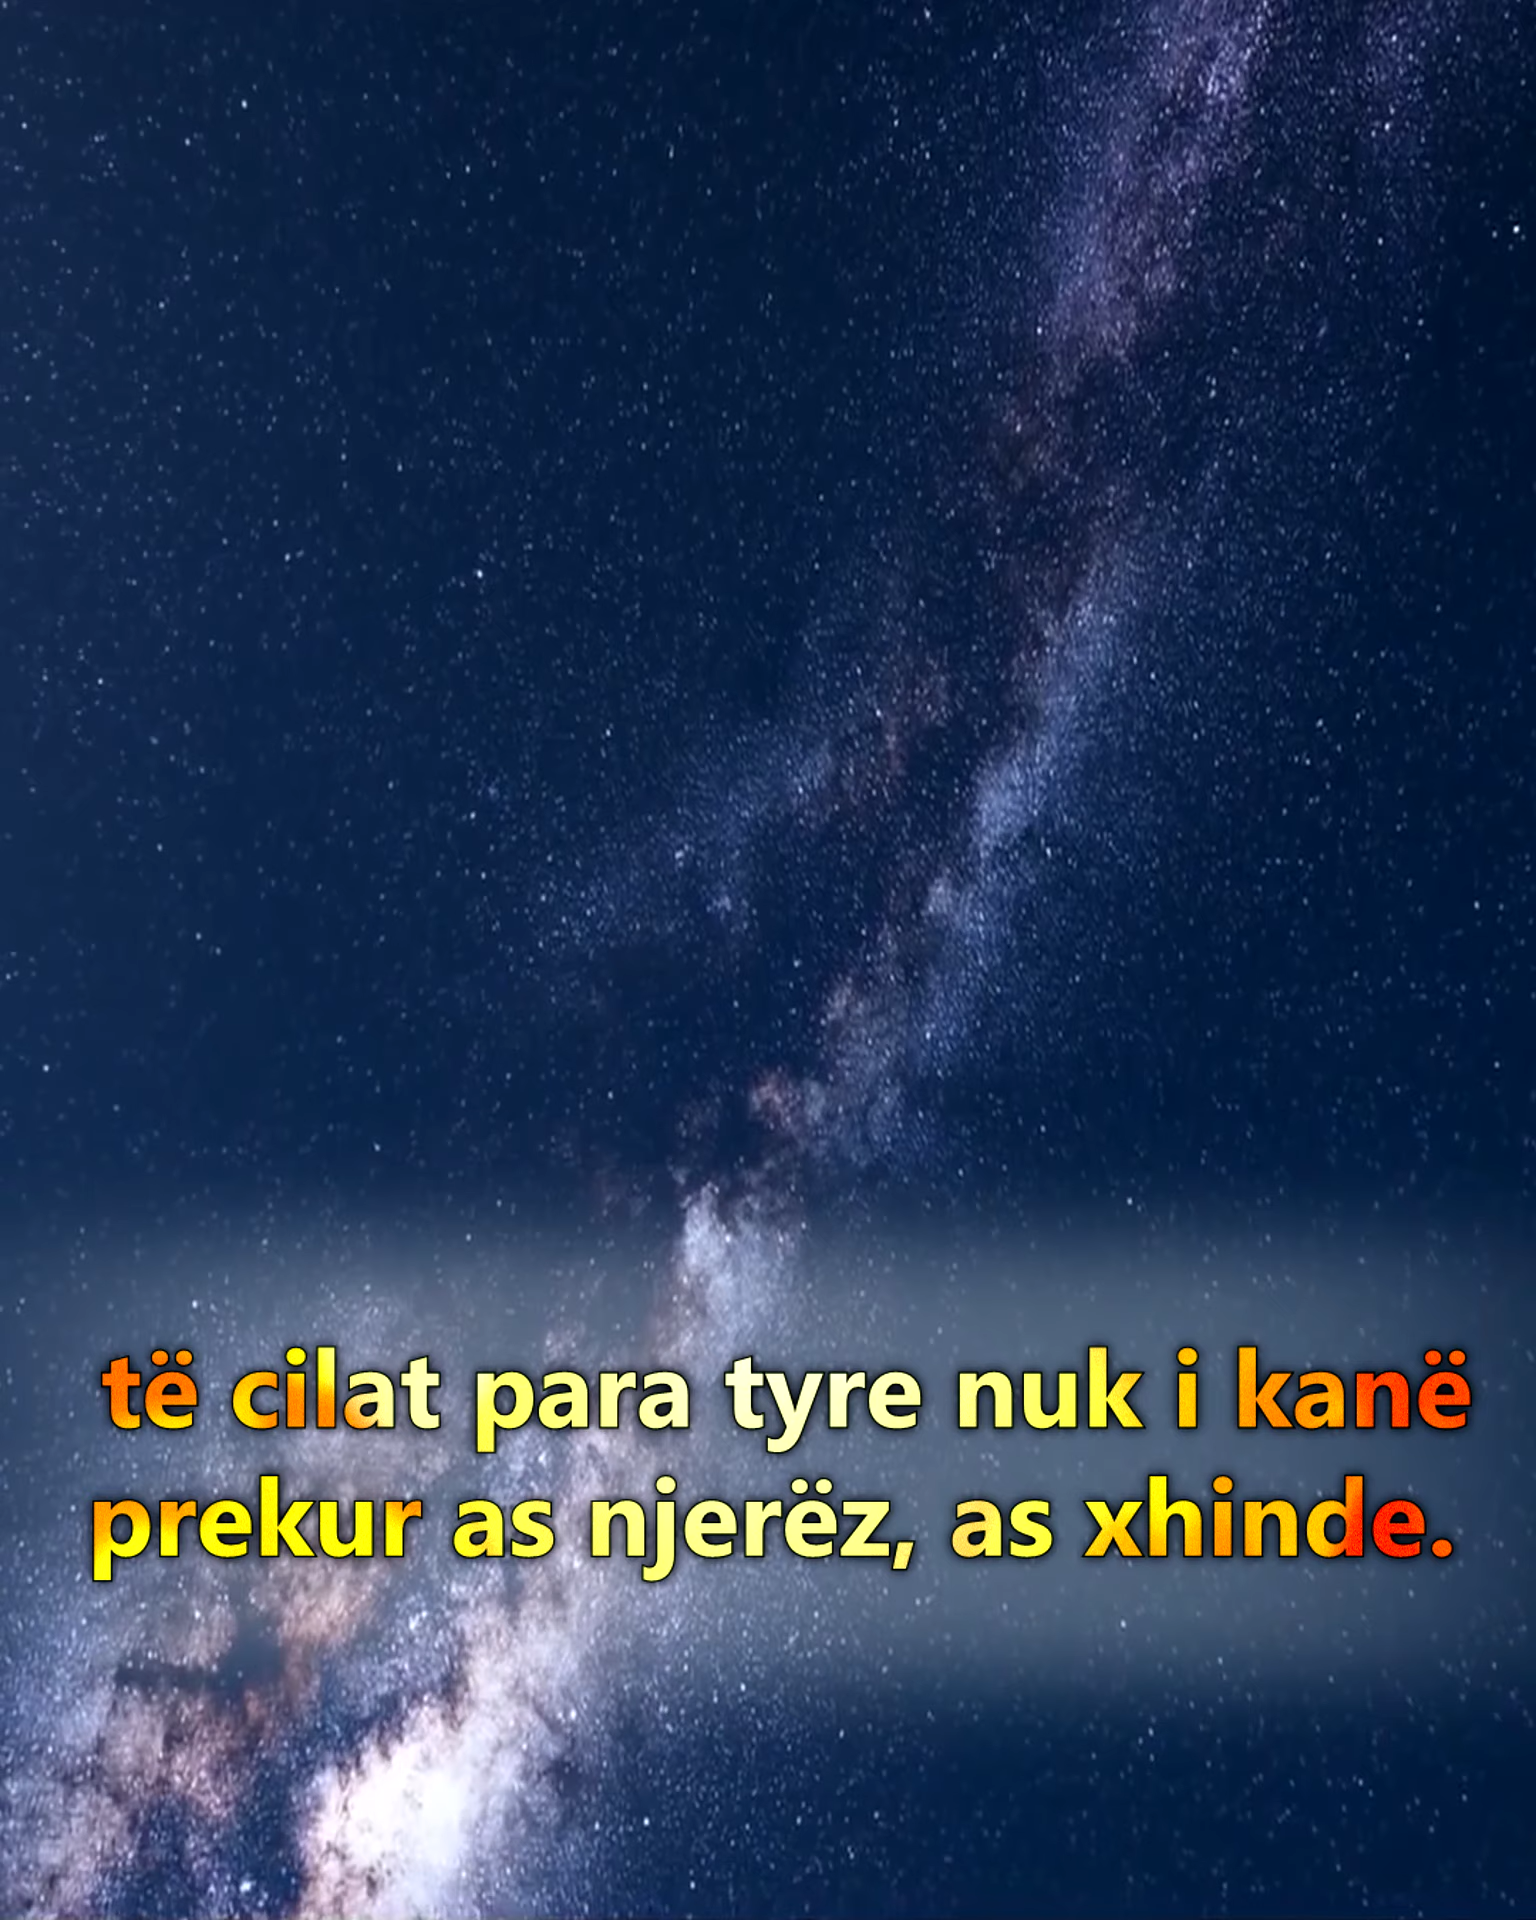 të cilat para tyre nuk i kanë
prekur as njerëz, as xhinde.